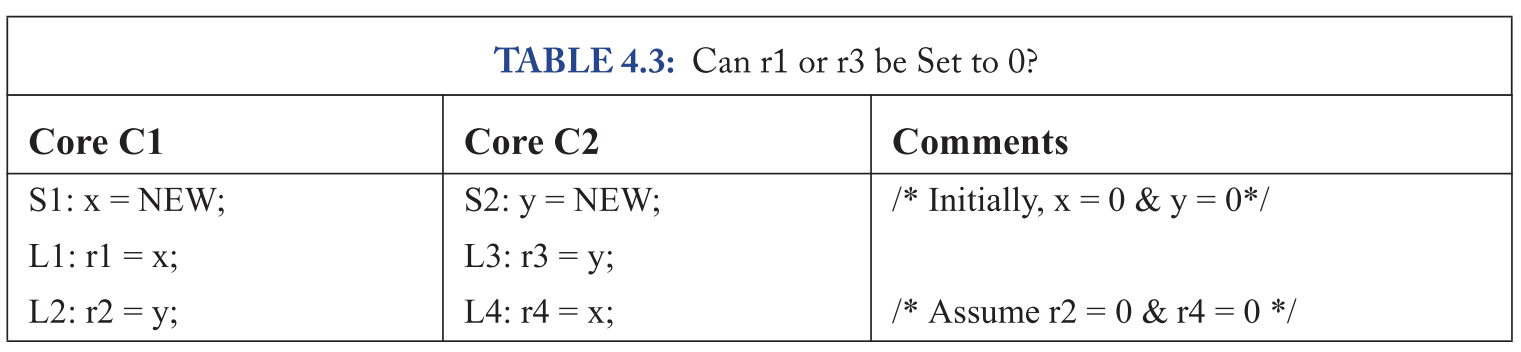 TABLE 4.3: Can r1 or r3 be Set to 0?
Core C1 Core C2 Comments
S1: x = NEW; S2: y = NEW; /* Initially, x = 0 & y = 0*/
L1: r1 = x; L3: r3 = y;
L2: r2 = y; L4: r4 = x; /* Assume r2 = 0 & r4 = 0 */